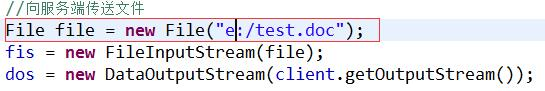 //向服务端传送文件
File file = new File("e:/test.doc");
fis = new FileInputStream(file);
dos = new DataOutputStream(client.getOutputStream());